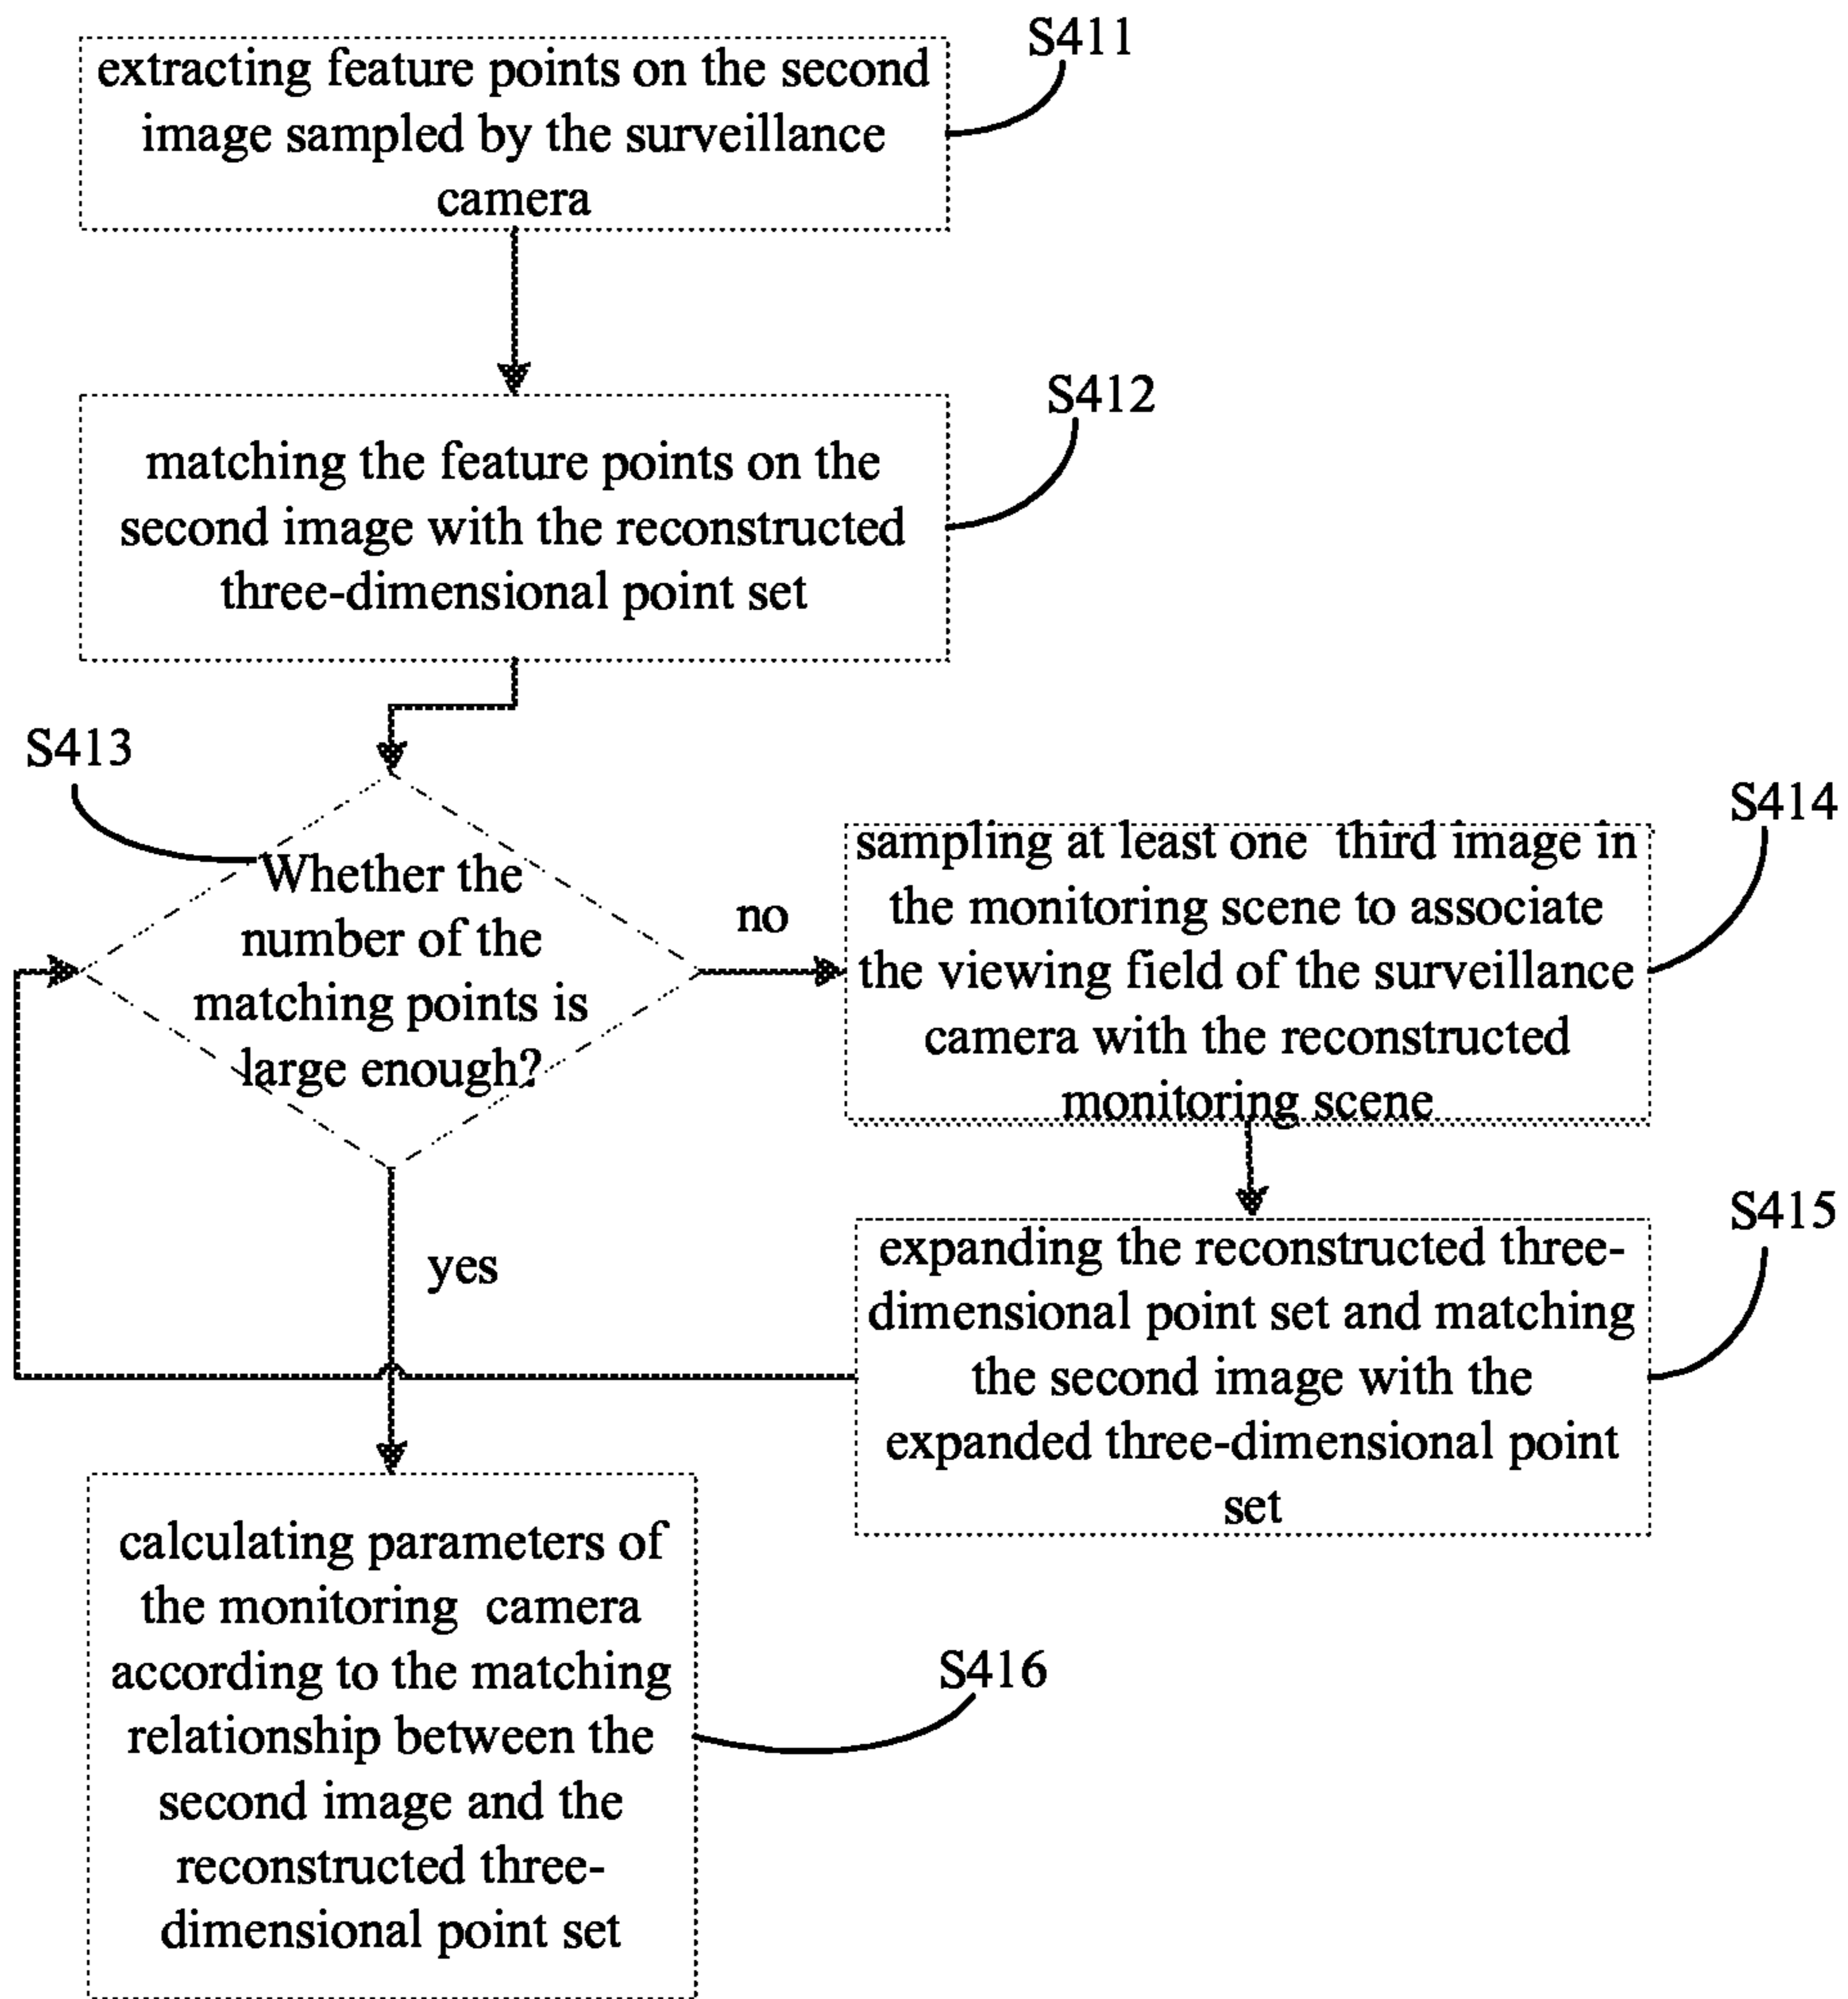 S411
extracting feature points on the second
image sampled by the surveillance
camera
S412
matching the feature points on the
second image with the reconstructed
three-dimensional point set
S413
Whether the
number of the
matching points is
large enough?
no
yes
S414
sampling at least one third image in
the monitoring scene to associate
the viewing field of the surveillance
camera with the reconstructed
monitoring scene
S415
expanding the reconstructed three-
dimensional point set and matching
the second image with the
expanded three-dimensional point
set
calculating parameters of
the monitoring camera
according to the matching
relationship between the
second image and the
reconstructed three-
dimensional point set
S416